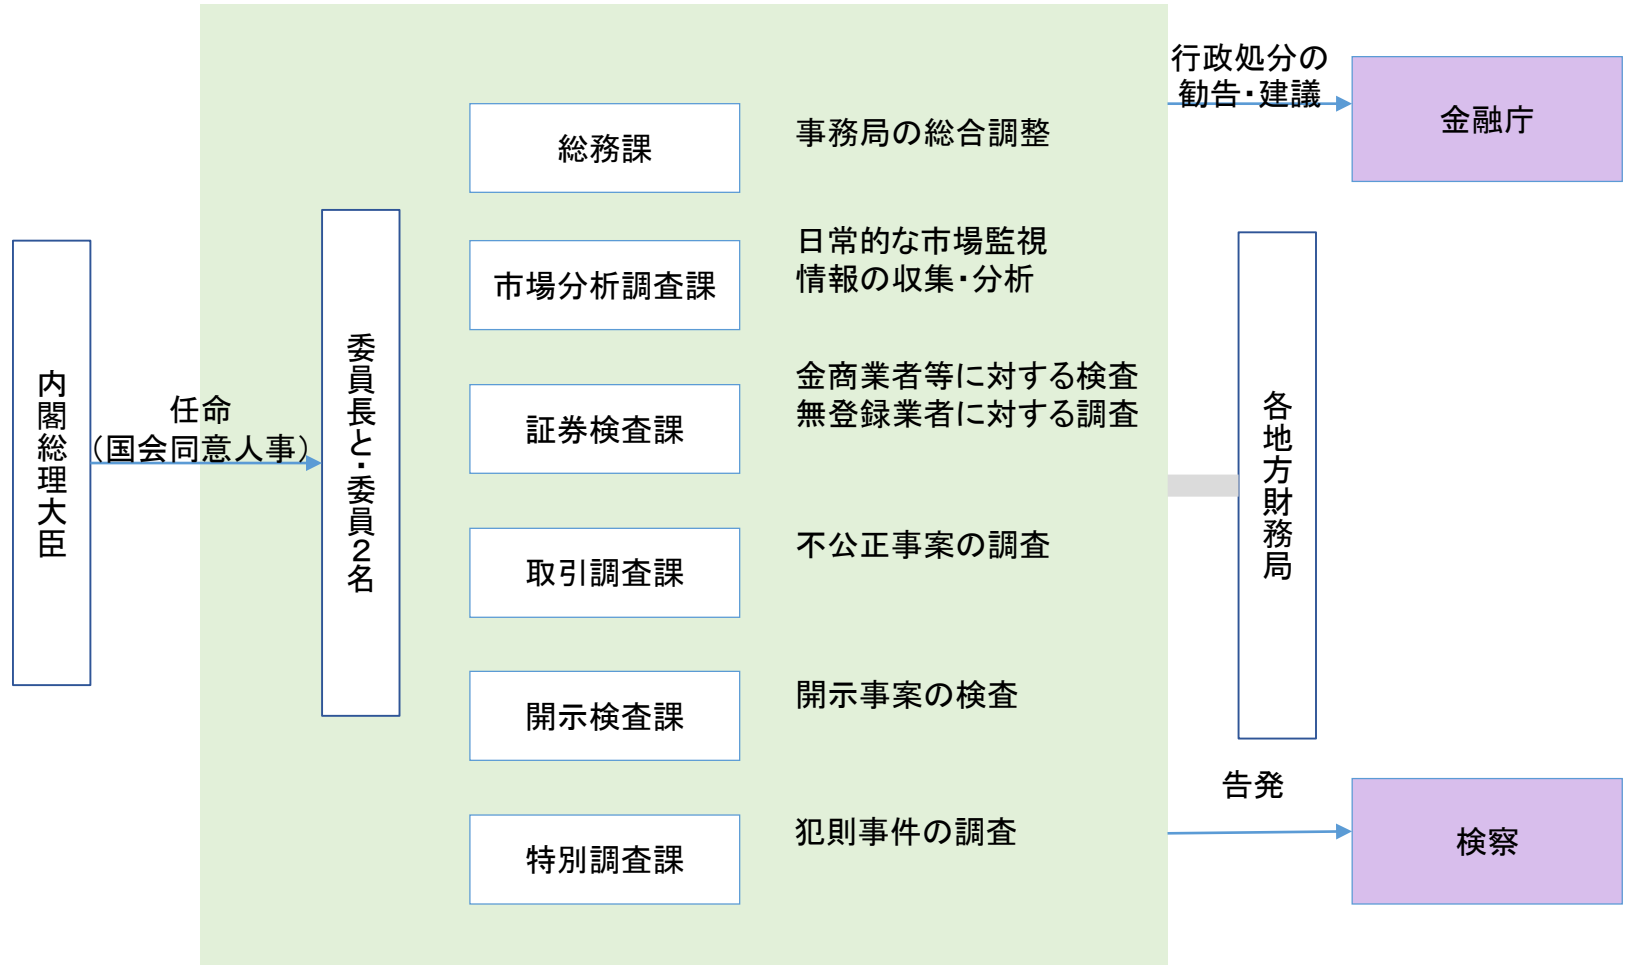 内閣総理大臣
任命
（国会同意人事）
委員長と・委員２名
総務課
事務局の総合調整
市場分析調査課
日常的な市場監視
情報の収集・分析
証券検査課
金商業者等に対する検査
無登録業者に対する調査
取引調査課
不公正事案の調査
開示検査課
開示事案の検査
特別調査課
犯則事件の調査
行政処分の
勧告・建議
金融庁
各地方財務局
告発
検察